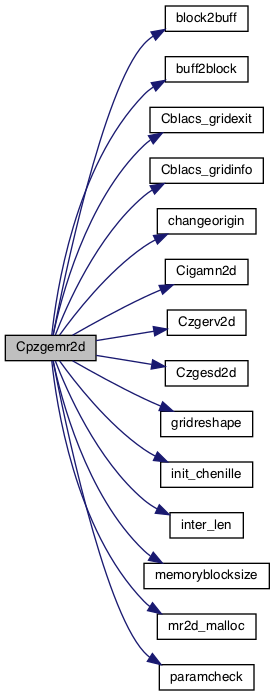 block2buff
buff2block
Cblacs_gridexit
Cblacs_gridinfo
changeorigin
Cigamn2d
Czgerv2d
Cpzgemr2d
Czgesd2d
gridreshape
init_chenille
inter_len
memoryblocksize
mr2d_malloc
paramcheck